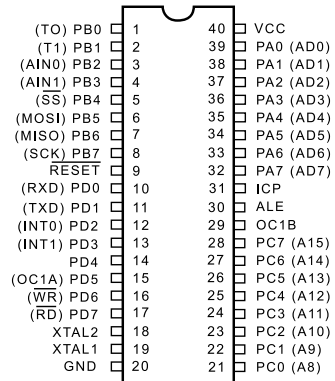 (TO) PB0 1 40 VCC
(T1) PB1 2 39 PA0 (AD0)
(AIN0) PB2 3 38 PA1 (AD1)
(AIN1) PB3 4 37 PA2 (AD2)
(SS) PB4 5 36 PA3 (AD3)
(MOSI) PB5 6 35 PA4 (AD4)
(MISO) PB6 7 34 PA5 (AD5)
(SCK) PB7 8 33 PA6 (AD6)
RESET 9 32 PA7 (AD7)
(RXD) PD0 10 31 ICP
(TXD) PD1 11 30 ALE
(INT0) PD2 12 29 OC1B
(INT1) PD3 13 28 PC7 (A15)
PD4 14 27 PC6 (A14)
(OC1A) PD5 15 26 PC5 (A13)
(WR) PD6 16 25 PC4 (A12)
(RD) PD7 17 24 PC3 (A11)
XTAL2 18 23 PC2 (A10)
XTAL1 19 22 PC1 (A9)
GND 20 21 PC0 (A8)